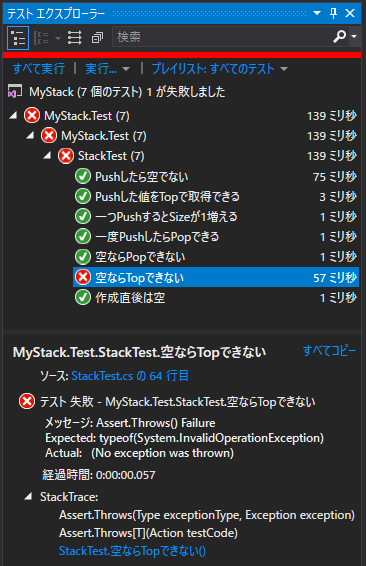 テスト エクスプローラー
検索
すべて実行 | 実行... | プレイリスト: すべてのテスト
MyStack (7 個のテスト) 1 が失敗しました
MyStack.Test (7) 139 ミリ秒
MyStack.Test (7) 139 ミリ秒
StackTest (7) 139 ミリ秒
Pushしたら空でない 75 ミリ秒
Pushした値をTopで取得できる 3 ミリ秒
一つPushするとSizeが1増える 1 ミリ秒
一度PushしたらPopできる 1 ミリ秒
空ならPopできない 1 ミリ秒
空ならTopできない 57 ミリ秒
作成直後は空 1 ミリ秒
MyStack.Test.StackTest.空ならTopできない すべてコピー
ソース: StackTest.cs の 64 行目
テスト 失敗 - MyStack.Test.StackTest.空ならTopできない
メッセージ: Assert.Throws() Failure
Expected: typeof(System.InvalidOperationException)
Actual: (No exception was thrown)
経過時間: 0:00:00.057
StackTrace:
Assert.Throws(Type exceptionType, Exception exception)
Assert.Throws[T](Action testCode)
StackTest.空ならTopできない()